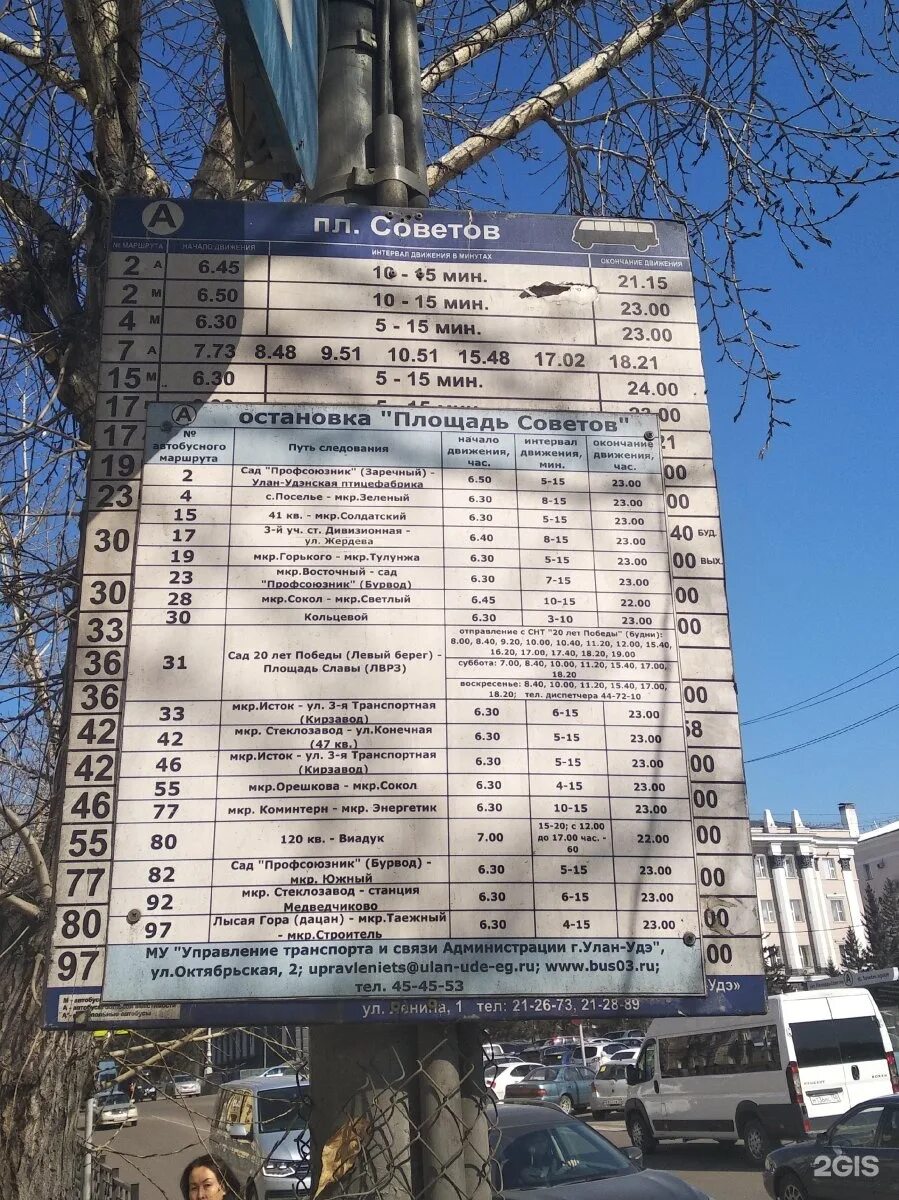 А пл. Советов
№ МАРШРУТА НАЧАЛО ДВИЖЕНИЯ ИНТЕРВАЛ ДВИЖЕНИЯ В МИНУТАХ ОКОНЧАНИЕ ДВИЖЕНИЯ
2 А 6.45 10 - 15 мин. 21.15
2 М 6.50 10 - 15 мин. 23.00
4 М 6.30 5 - 15 мин. 23.00
7 А 7.73 8.48 9.51 10.51 15.48 17.02 18.21
15 М 6.30 5 - 15 мин. 24.00
17
17
19
23
30 40 БУД.
00 ВЫХ.
30 00
33 00
36
36 00
42 58
42 00
46 00
55 00
77 00
80 00
97 00
А остановка "Площадь Советов"
№ автобусного маршрута Путь следования начало движения, час. интервал движения, мин. окончание движения, час.
2 Сад "Профсоюзник" (Заречный) - Улан-Удэнская птицефабрика 6.50 5-15 23.00
4 с.Поселье - мкр.Зеленый 6.30 8-15 23.00
15 41 кв. - мкр.Солдатский 6.30 5-15 23.00
17 3-й уч. ст. Дивизионная - ул. Жердева 6.40 8-15 23.00
19 мкр.Горького - мкр.Тулунжа 6.30 5-15 23.00
23 мкр.Восточный - сад "Профсоюзник" (Бурвод) 6.30 7-15 23.00
28 мкр.Сокол - мкр.Светлый 6.45 10-15 22.00
30 Кольцевой 6.30 3-10 23.00
31 Сад 20 лет Победы (Левый берег) - Площадь Славы (ЛВРЗ)
отправление с СНТ "20 лет Победы" (будни):
8.00, 8.40, 9.20, 10.00, 10.40, 11.20, 12.00, 15.40,
16.20, 17.00, 17.40, 18.20, 19.00
суббота: 7.00, 8.40, 10.00, 11.20, 15.40, 17.00,
18.20
воскресенье: 8.40, 10.00, 11.20, 15.40, 17.00,
18.20; тел. диспетчера 44-72-10
33 мкр.Исток - ул. 3-я Транспортная (Кирзавод) 6.30 6-15 23.00
42 мкр. Стеклозавод - ул.Конечная (47 кв.) 6.30 5-15 23.00
46 мкр.Исток - ул. 3-я Транспортная (Кирзавод) 6.30 5-15 23.00
55 мкр.Орешкова - мкр.Сокол 6.30 4-15 23.00
77 мкр. Коминтерн - мкр. Энергетик 6.30 10-15 23.00
80 120 кв. - Виадук 7.00 15-20; с 12.00 до 17.00 час. - 60 22.00
82 Сад "Профсоюзник" (Бурвод) - мкр. Южный 6.30 5-15 23.00
92 мкр. Стеклозавод - станция Медведчиково 6.30 6-15 23.00
97 Лысая Гора (дацан) - мкр.Таежный - мкр.Строитель 6.30 4-15 23.00
МУ "Управление транспорта и связи Администрации г.Улан-Удэ",
ул.Октябрьская, 2; upravleniets@ulan-ude-eg.ru; www.bus03.ru;
тел. 45-45-53
Удэ»
ул. Ленина, 1 тел: 21-26-73, 21-28-89
2GIS